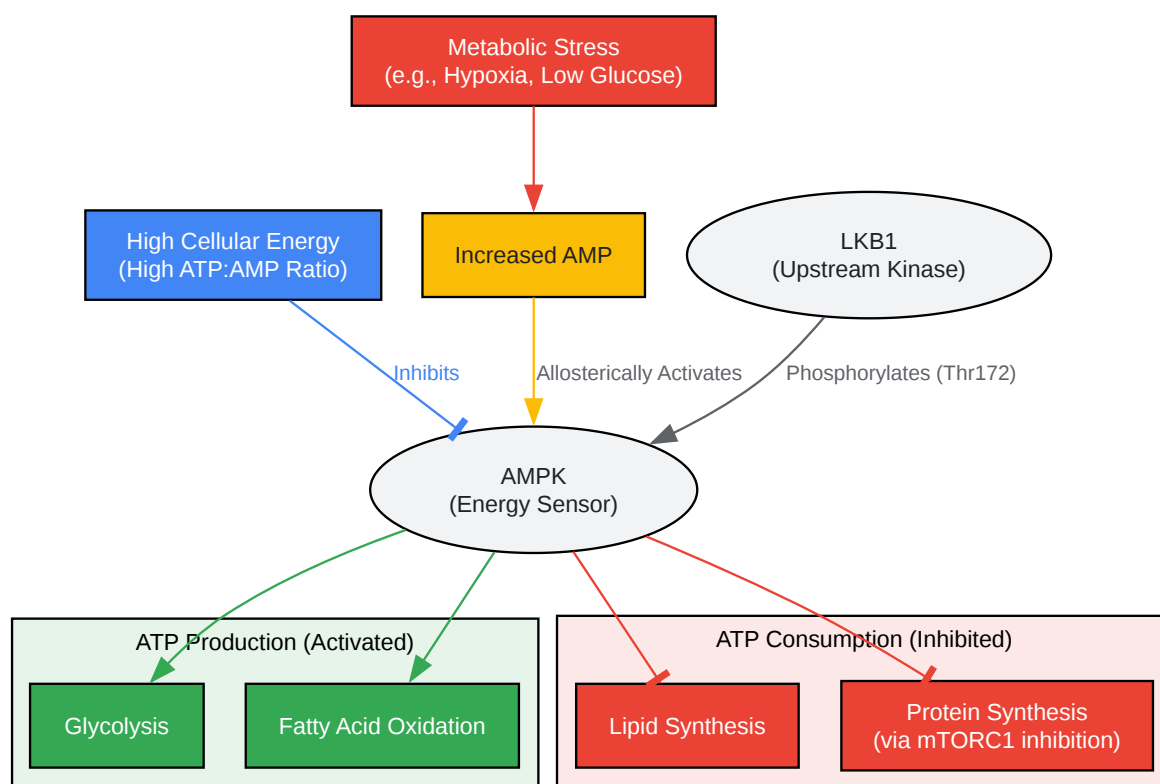 Metabolic Stress
(e.g., Hypoxia, Low Glucose)
High Cellular Energy
(High ATP:AMP Ratio)
Increased AMP
LKB1
(Upstream Kinase)
Inhibits
Allosterically Activates
Phosphorylates (Thr172)
AMPK
(Energy Sensor)
ATP Production (Activated)
ATP Consumption (Inhibited)
Glycolysis
Fatty Acid Oxidation
Lipid Synthesis
Protein Synthesis
(via mTORC1 inhibition)